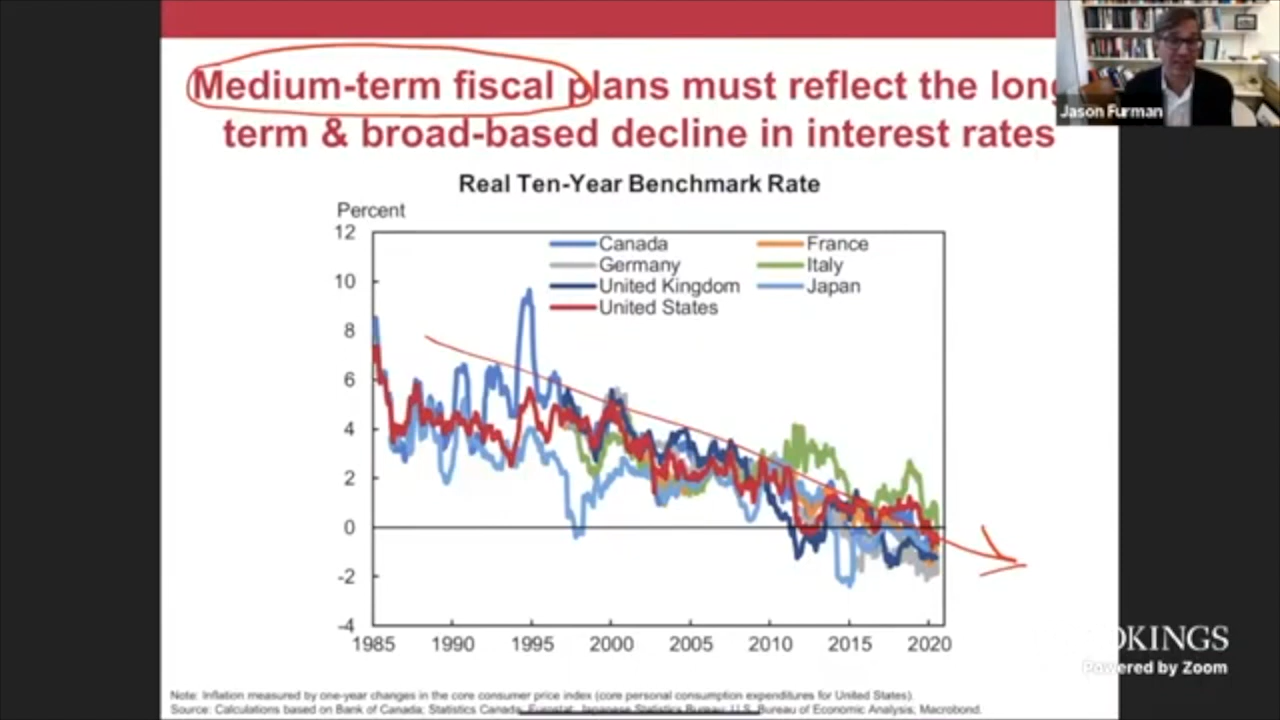 Medium-term fiscal plans must reflect the long
term & broad-based decline in interest rates
Jason Furman
Real Ten-Year Benchmark Rate
Percent
12
10
8
6
4
2
0
-2
-4
Canada
France
Germany
Italy
United Kingdom
Japan
United States
1985 1990 1995 2000 2005 2010 2015 2020
OKINGS
Powered by Zoom
Note: Inflation measured by one-year changes in the core consumer price index (core personal consumption expenditures for United States).
Source: Calculations based on Bank of Canada; Statistics Canada, Eurostat, Japanese Statistics Bureau; U.S. Bureau of Economic Analysis; Macrobond.